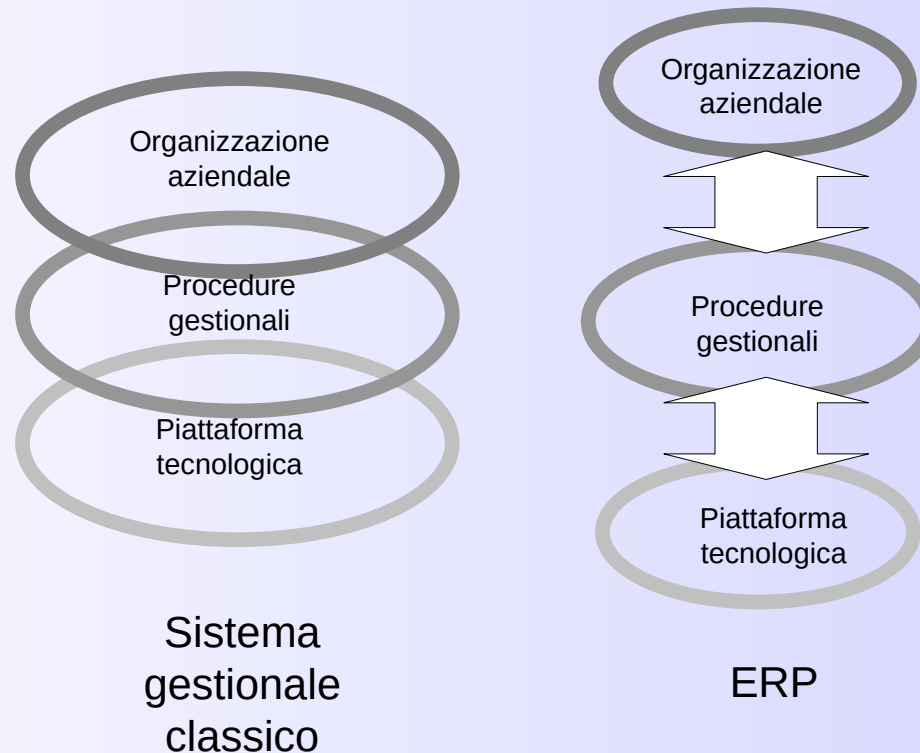 Organizzazione
aziendale
Procedure
gestionali
Piattaforma
tecnologica
Sistema
gestionale
classico
Organizzazione
aziendale
Procedure
gestionali
Piattaforma
tecnologica
ERP